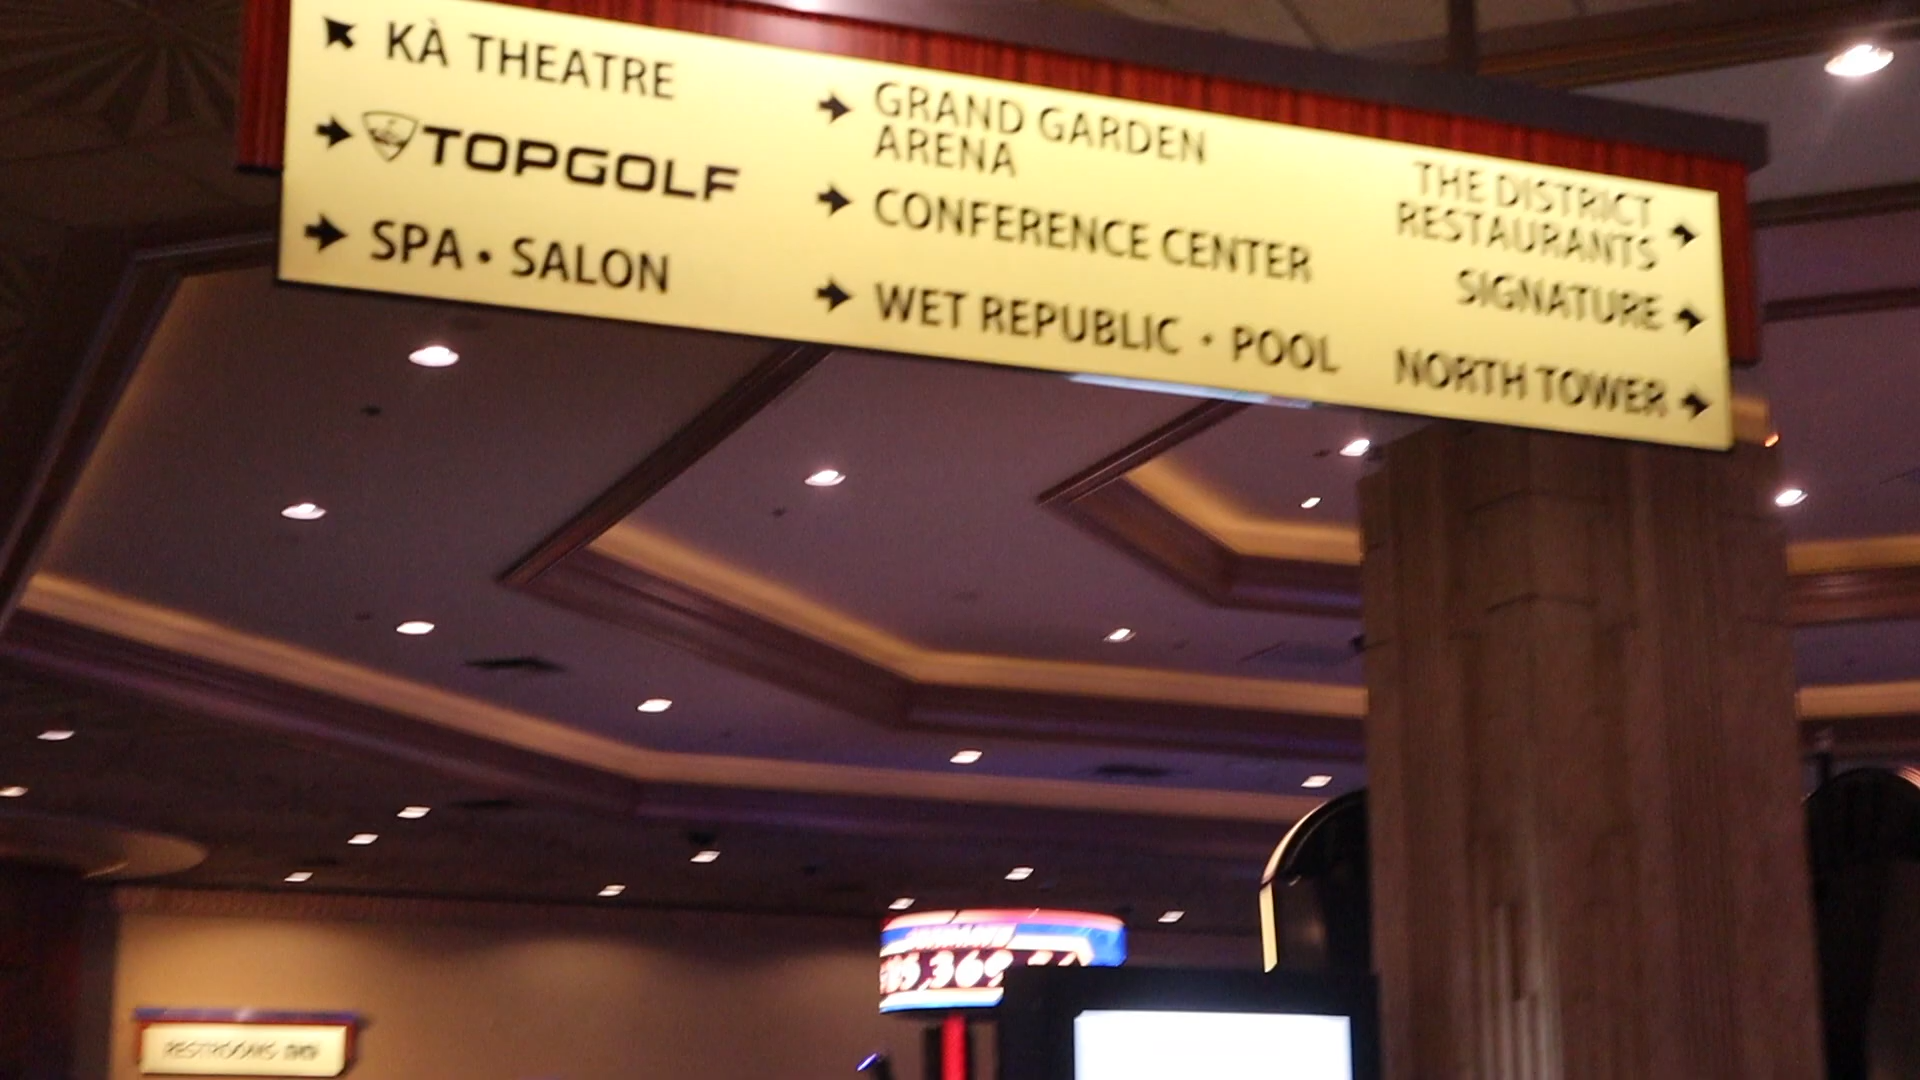 KÀ THEATRE
TOPGOLF
SPA • SALON
GRAND GARDEN
ARENA
CONFERENCE CENTER
WET REPUBLIC • POOL
THE DISTRICT
RESTAURANTS
SIGNATURE
NORTH TOWER
RESTROOMS